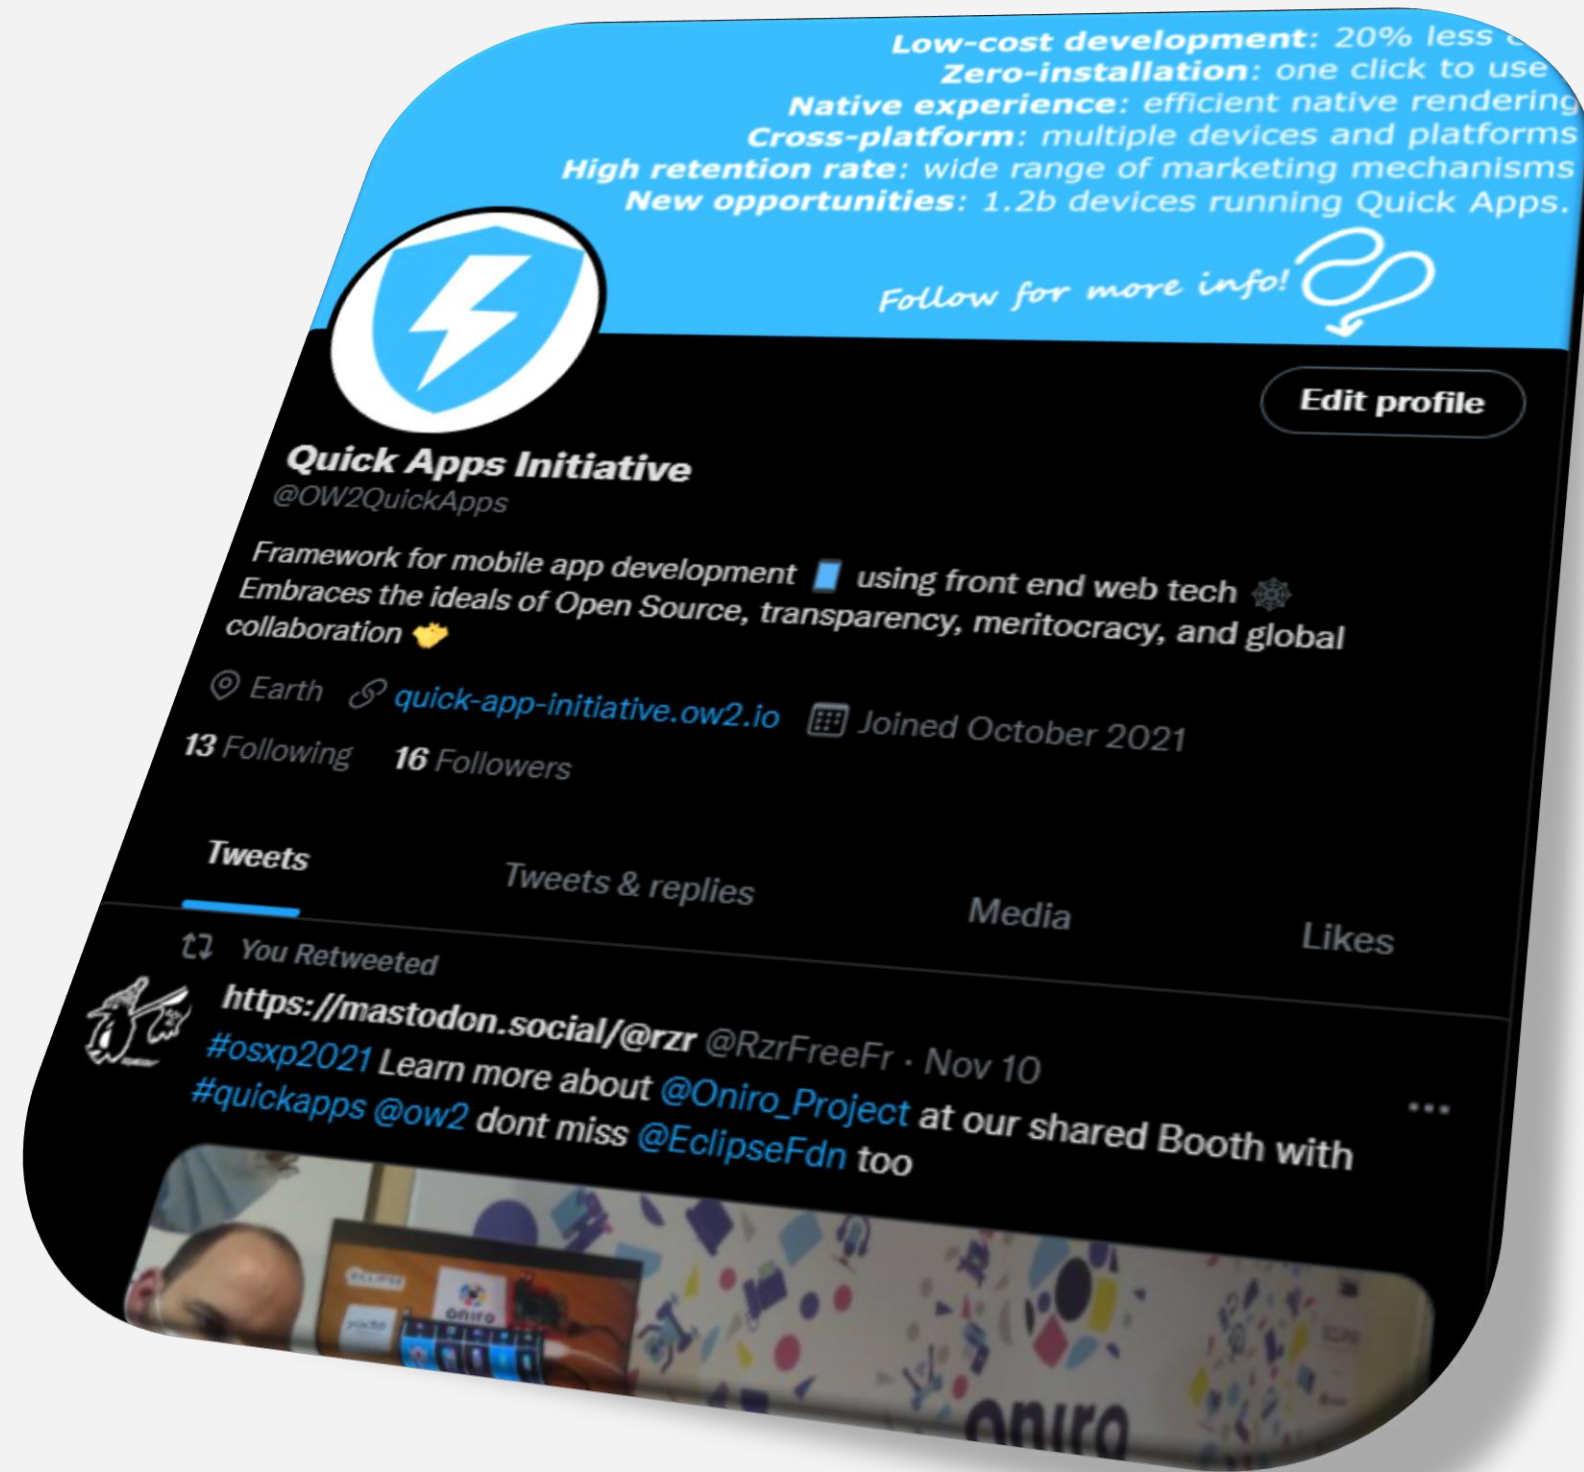 Low-cost development: 20% less
Zero-installation: one click to use
Native experience: efficient native rendering
Cross-platform: multiple devices and platforms
High retention rate: wide range of marketing mechanisms
New opportunities: 1.2b devices running Quick Apps.
Follow for more info!
Edit profile
Quick Apps Initiative
@OW2QuickApps
Framework for mobile app development 📱 using front end web tech 🕸
Embraces the ideals of Open Source, transparency, meritocracy, and global
collaboration 🤝
Earth quick-app-initiative.ow2.io Joined October 2021
13 Following 16 Followers
Tweets Tweets & replies Media Likes
You Retweeted
https://mastodon.social/@rzr @RzrFreeFr · Nov 10
#osxp2021 Learn more about @Oniro_Project at our shared Booth with
#quickapps @ow2 dont miss @EclipseFdn too
ECLIPSE
oniro
yocto
oniro